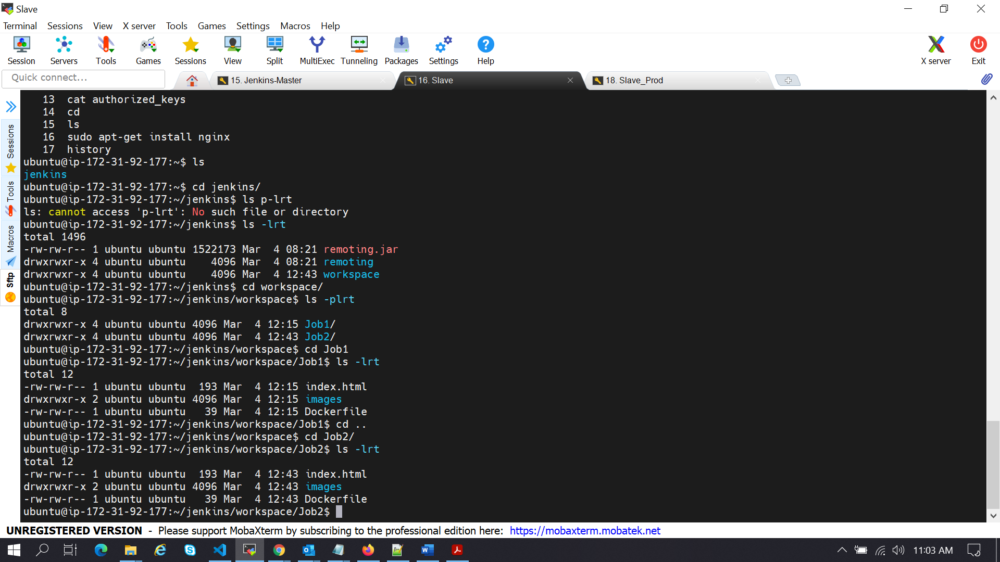 Slave
Terminal Sessions View X server Tools Games Settings Macros Help
Session Servers Tools Games Sessions View Split MultiExec Tunneling Packages Settings Help X server Exit
Quick connect...
15. Jenkins-Master
16. Slave
18. Slave_Prod
Sessions
Tools
Macros
Sftp
13 cat authorized_keys
14 cd
15 ls
16 sudo apt-get install nginx
17 history
ubuntu@ip-172-31-92-177:~$ ls
jenkins
ubuntu@ip-172-31-92-177:~$ cd jenkins/
ubuntu@ip-172-31-92-177:~/jenkins$ ls p-lrt
ls: cannot access 'p-lrt': No such file or directory
ubuntu@ip-172-31-92-177:~/jenkins$ ls -lrt
total 1496
-rw-rw-r-- 1 ubuntu ubuntu 1522173 Mar  4 08:21 remoting.jar
drwxrwxr-x 4 ubuntu ubuntu    4096 Mar  4 08:21 remoting
drwxrwxr-x 4 ubuntu ubuntu    4096 Mar  4 12:43 workspace
ubuntu@ip-172-31-92-177:~/jenkins$ cd workspace/
ubuntu@ip-172-31-92-177:~/jenkins/workspace$ ls -plrt
total 8
drwxrwxr-x 4 ubuntu ubuntu 4096 Mar  4 12:15 Job1/
drwxrwxr-x 4 ubuntu ubuntu 4096 Mar  4 12:43 Job2/
ubuntu@ip-172-31-92-177:~/jenkins/workspace$ cd Job1
ubuntu@ip-172-31-92-177:~/jenkins/workspace/Job1$ ls -lrt
total 12
-rw-rw-r-- 1 ubuntu ubuntu  193 Mar  4 12:15 index.html
drwxrwxr-x 2 ubuntu ubuntu 4096 Mar  4 12:15 images
-rw-rw-r-- 1 ubuntu ubuntu   39 Mar  4 12:15 Dockerfile
ubuntu@ip-172-31-92-177:~/jenkins/workspace/Job1$ cd ..
ubuntu@ip-172-31-92-177:~/jenkins/workspace$ cd Job2/
ubuntu@ip-172-31-92-177:~/jenkins/workspace/Job2$ ls -lrt
total 12
-rw-rw-r-- 1 ubuntu ubuntu  193 Mar  4 12:43 index.html
drwxrwxr-x 2 ubuntu ubuntu 4096 Mar  4 12:43 images
-rw-rw-r-- 1 ubuntu ubuntu   39 Mar  4 12:43 Dockerfile
ubuntu@ip-172-31-92-177:~/jenkins/workspace/Job2$
UNREGISTERED VERSION - Please support MobaXterm by subscribing to the professional edition here: https://mobaxterm.mobatek.net
11:03 AM